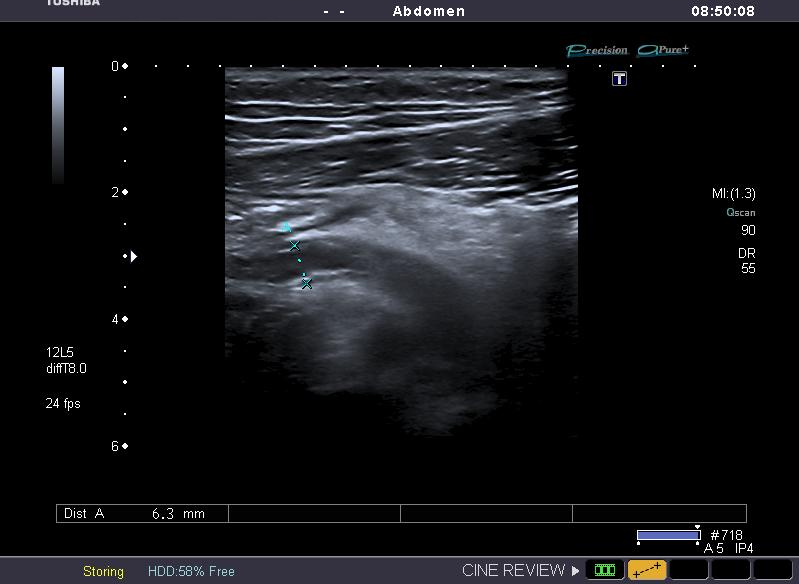 TOSHIBA
- - Abdomen 08:50:08
Precision APure+
0
T
2
MI:(1.3)
Qscan
90
DR
55
A
4
12L5
diffT8.0
24 fps
6
Dist A 6.3 mm
#718
A 5 IP4
Storing HDD:58% Free CINE REVIEW